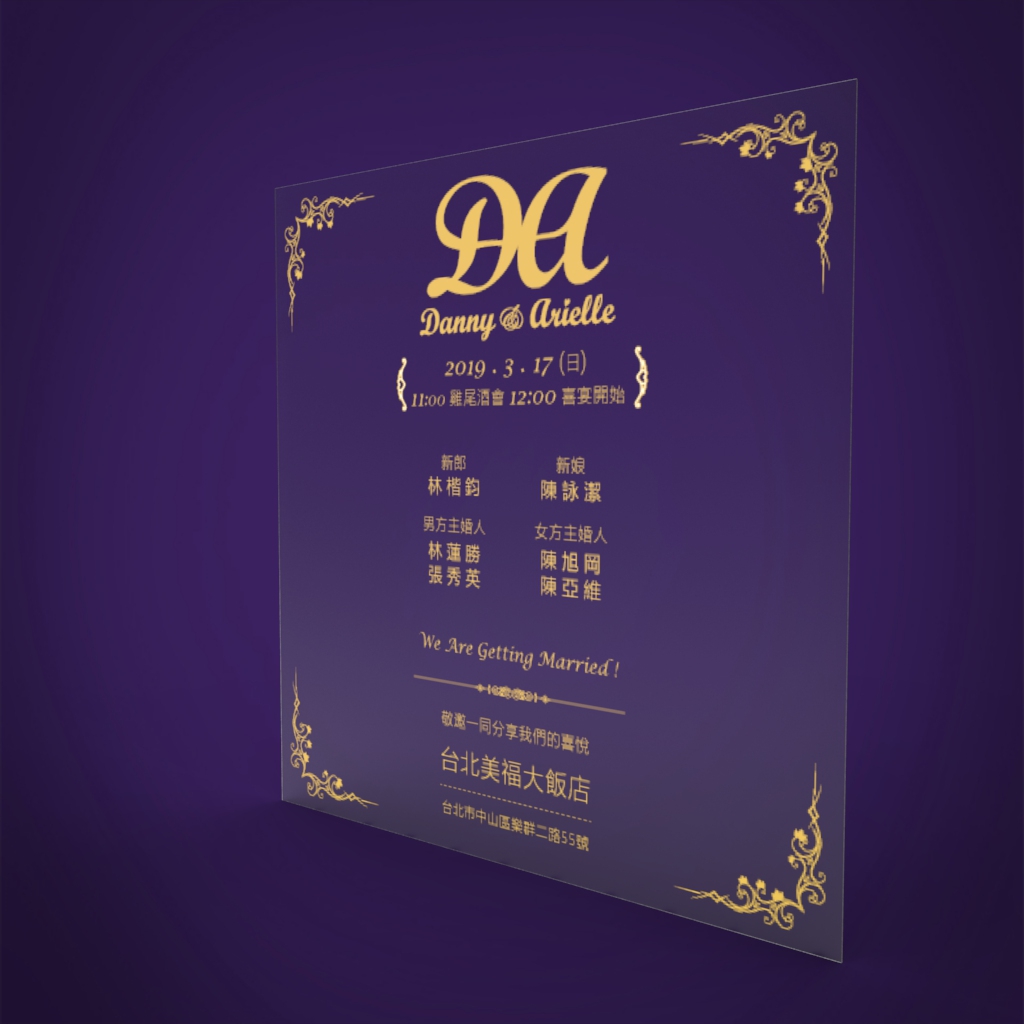 DA
Danny & Arielle
2019 . 3 . 17 (日)
11:00 雞尾酒會 12:00 喜宴開始
新郎
林楷鈞
新娘
陳詠潔
男方主婚人
林蓮勝
張秀英
女方主婚人
陳旭岡
陳亞維
We Are Getting Married !
敬邀一同分享我們的喜悅
台北美福大飯店
台北市中山區樂群二路55號